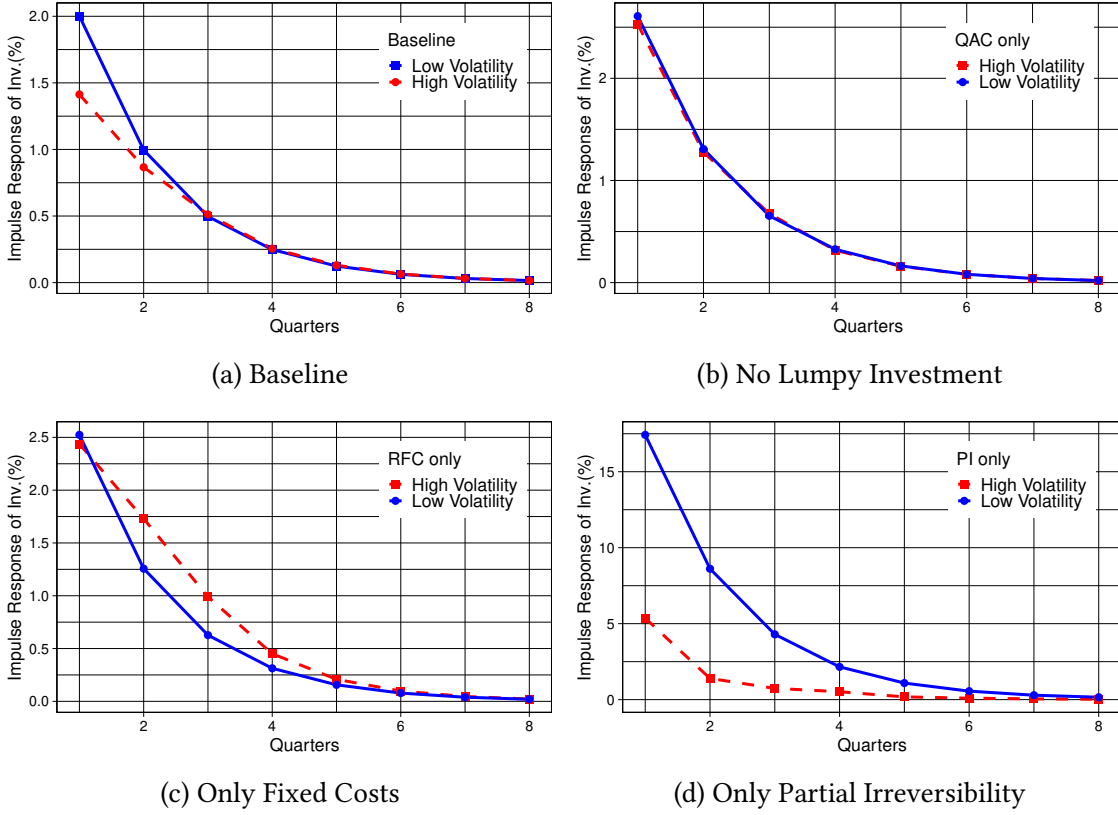 Impulse Response of Inv.(%)
2.0
1.5
1.0
0.5
0.0
Baseline
Low Volatility
High Volatility
2
4
6
8
Quarters
(a) Baseline
Impulse Response of Inv.(%)
2
1
0
QAC only
High Volatility
Low Volatility
2
4
6
8
Quarters
(b) No Lumpy Investment
Impulse Response of Inv.(%)
2.5
2.0
1.5
1.0
0.5
0.0
RFC only
High Volatility
Low Volatility
2
4
6
8
Quarters
(c) Only Fixed Costs
Impulse Response of Inv.(%)
15
10
5
0
PI only
High Volatility
Low Volatility
2
4
6
8
Quarters
(d) Only Partial Irreversibility